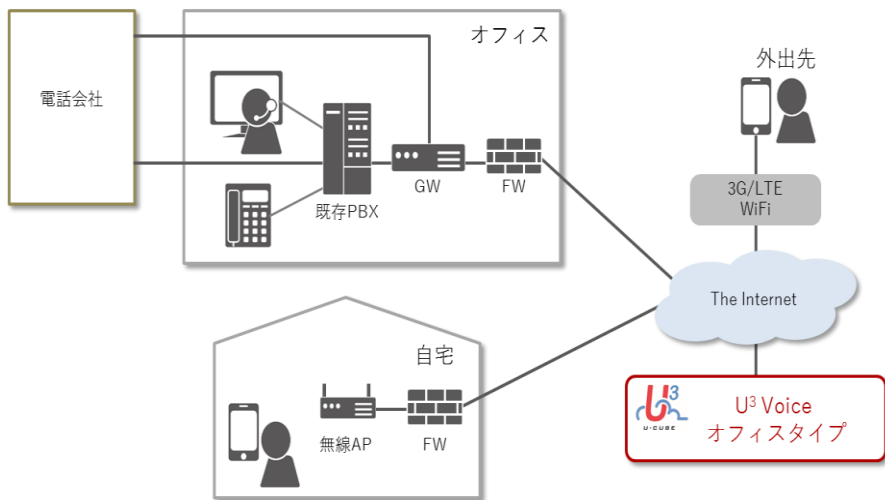 電話会社
オフィス
既存PBX
GW
FW
外出先
3G/LTE
WiFi
The Internet
自宅
無線AP
FW
U3
U-CUBE
U³ Voice
オフィスタイプ